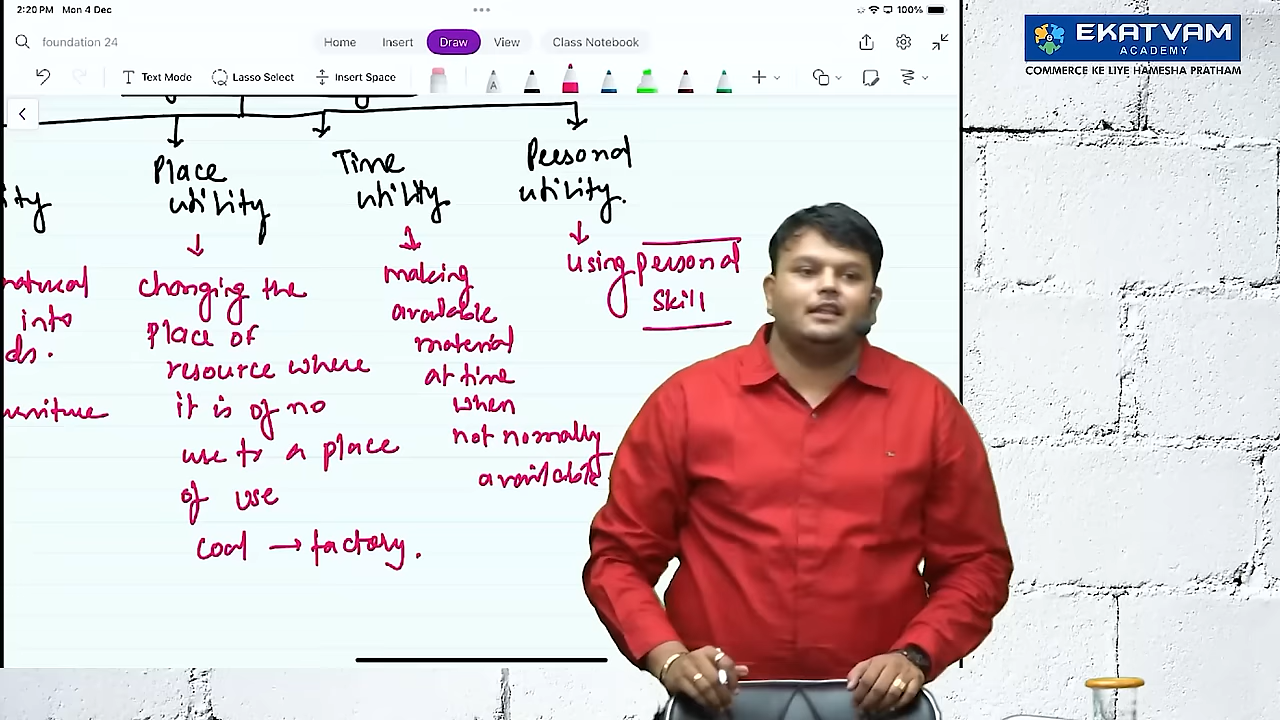 2:20 PM Mon 4 Dec
100%
foundation 24
Home Insert Draw View Class Notebook
Text Mode Lasso Select Insert Space
EKATVAM
ACADEMY
COMMERCE KE LIYE HAMESHA PRATHAM
ity
into
ds.
Place
utility
changing the
Place of
resource where
it is of no
use to a place
of use
coal → factory.
Time
utility
making
available
material
at time
when
not normally
available
Personal
utility.
using personal
skill